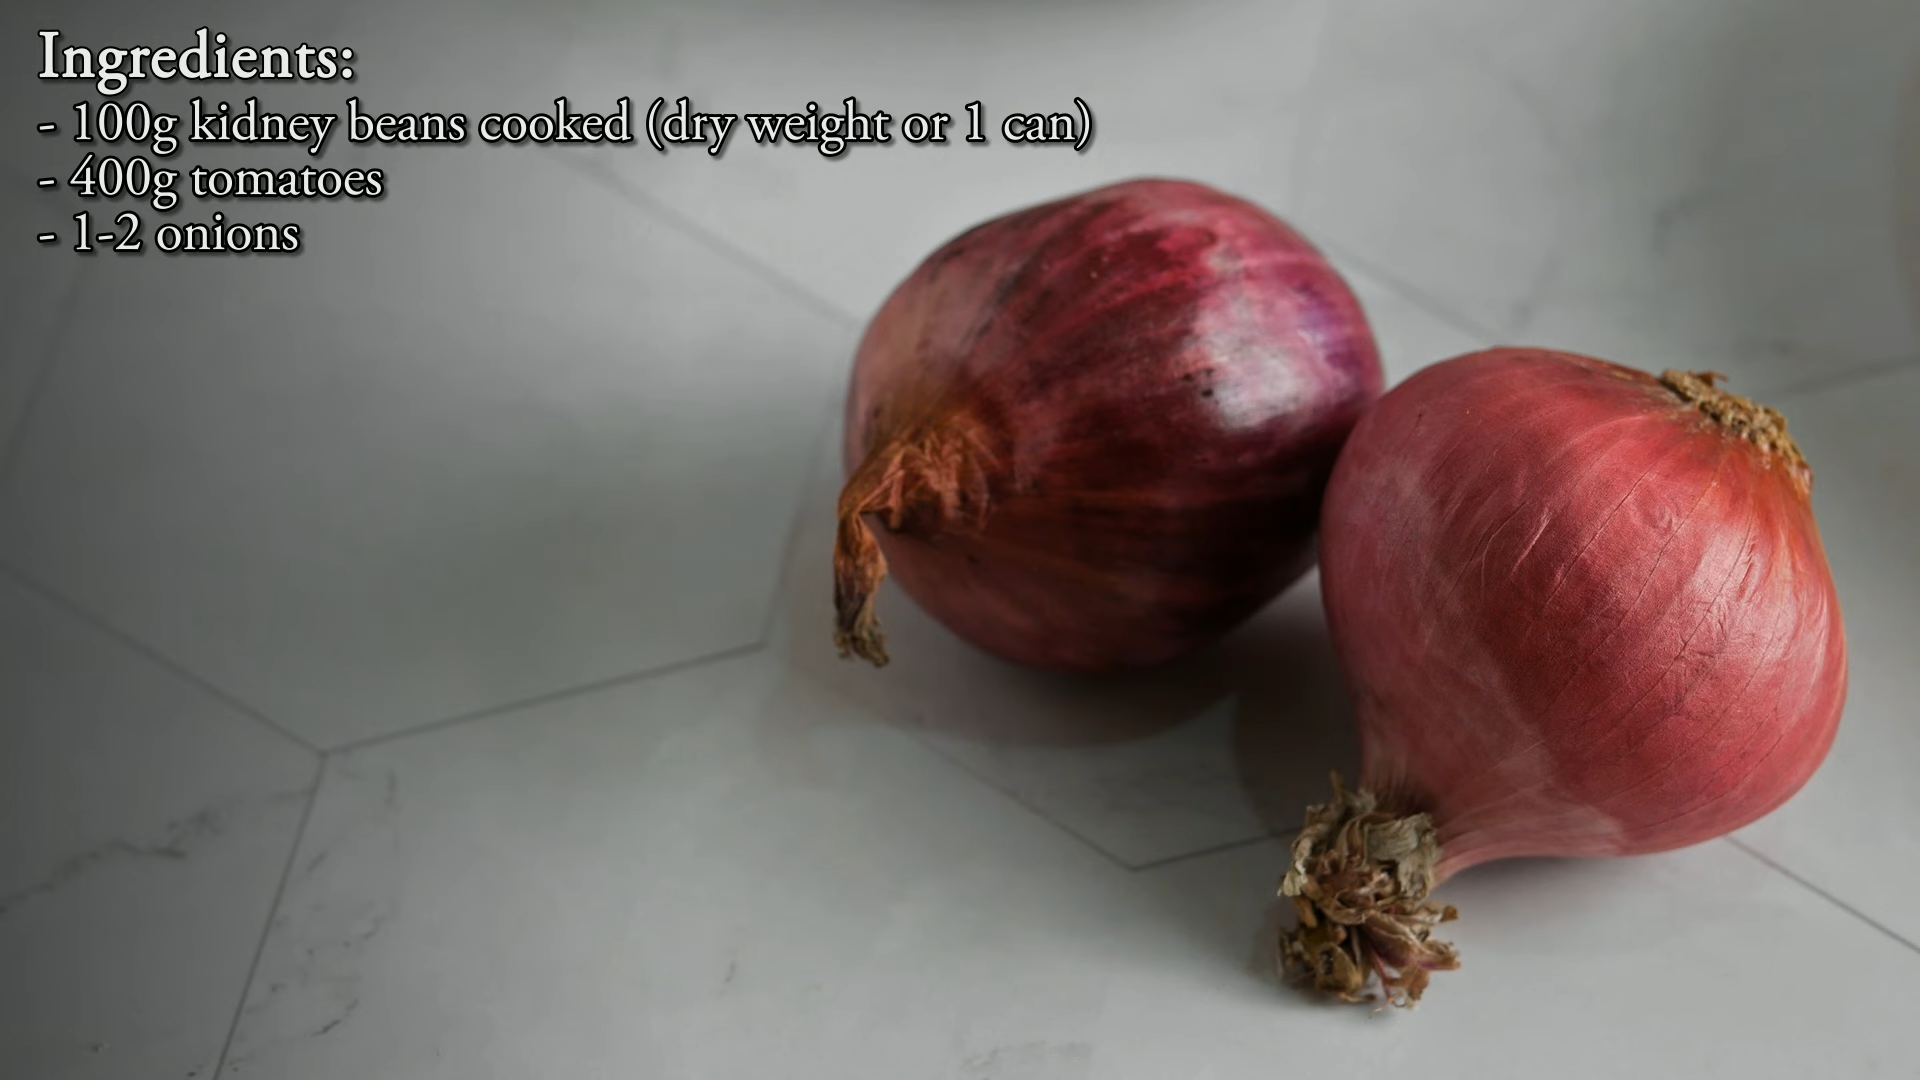 Ingredients:
- 100g kidney beans cooked (dry weight or 1 can)
- 400g tomatoes
- 1-2 onions